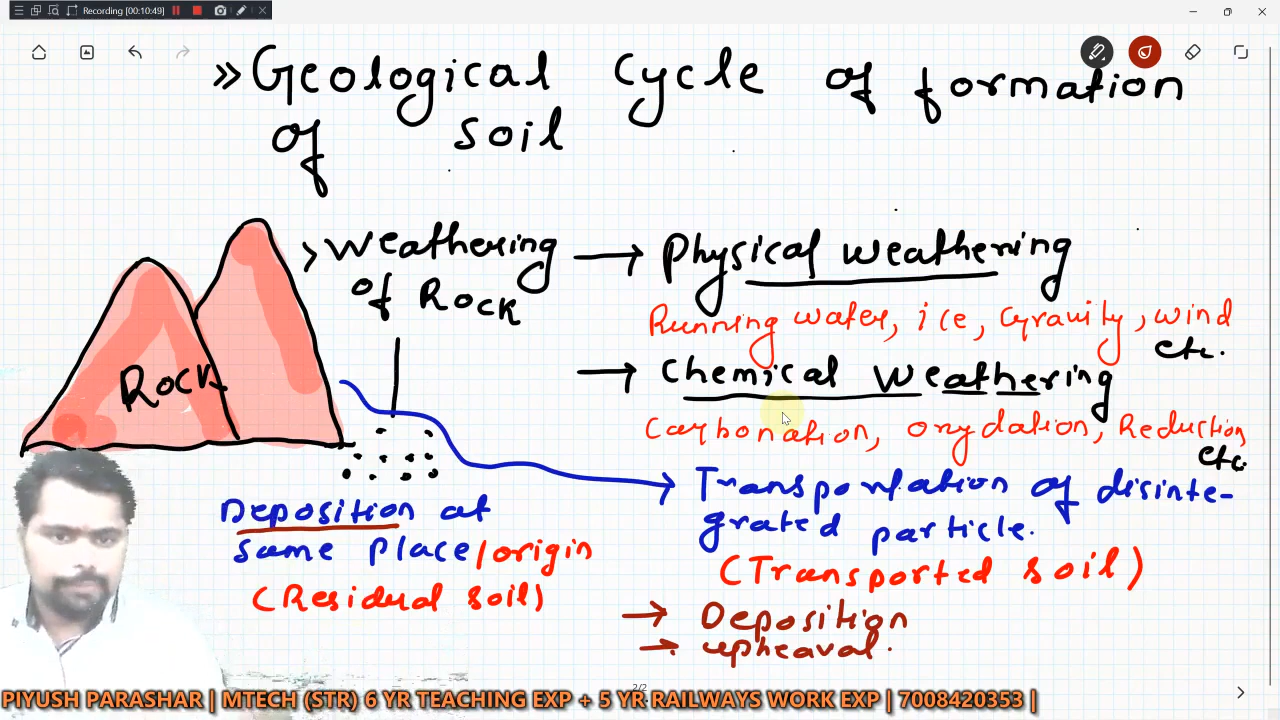 Recording [00:10:49]
» Geological Cycle of formation
of soil
> Weathering of Rock → Physical weathering
Running water, ice, Gravity, wind etc.
→ Chemical Weathering
Carbonation, oxydation, Reduction, etc.
Rock
→ Transportation of disinte-
grated particle.
(Transported soil)
Deposition at
same place/origin
(Residual soil)
→ Deposition
→ upheaval.
2/2
PIYUSH PARASHAR | MTECH (STR) 6 YR TEACHING EXP + 5 YR RAILWAYS WORK EXP | 7008420353 |